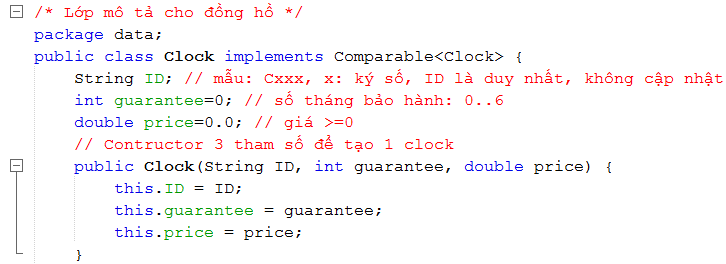 /* Lớp mô tả cho đồng hồ */
package data;
public class Clock implements Comparable<Clock> {
    String ID; // mẫu: Cxxx, x: ký số, ID là duy nhất, không cập nhật
    int guarantee=0; // số tháng bảo hành: 0..6
    double price=0.0; // giá >=0
    // Contructor 3 tham số để tạo 1 clock
    public Clock(String ID, int guarantee, double price) {
        this.ID = ID;
        this.guarantee = guarantee;
        this.price = price;
    }